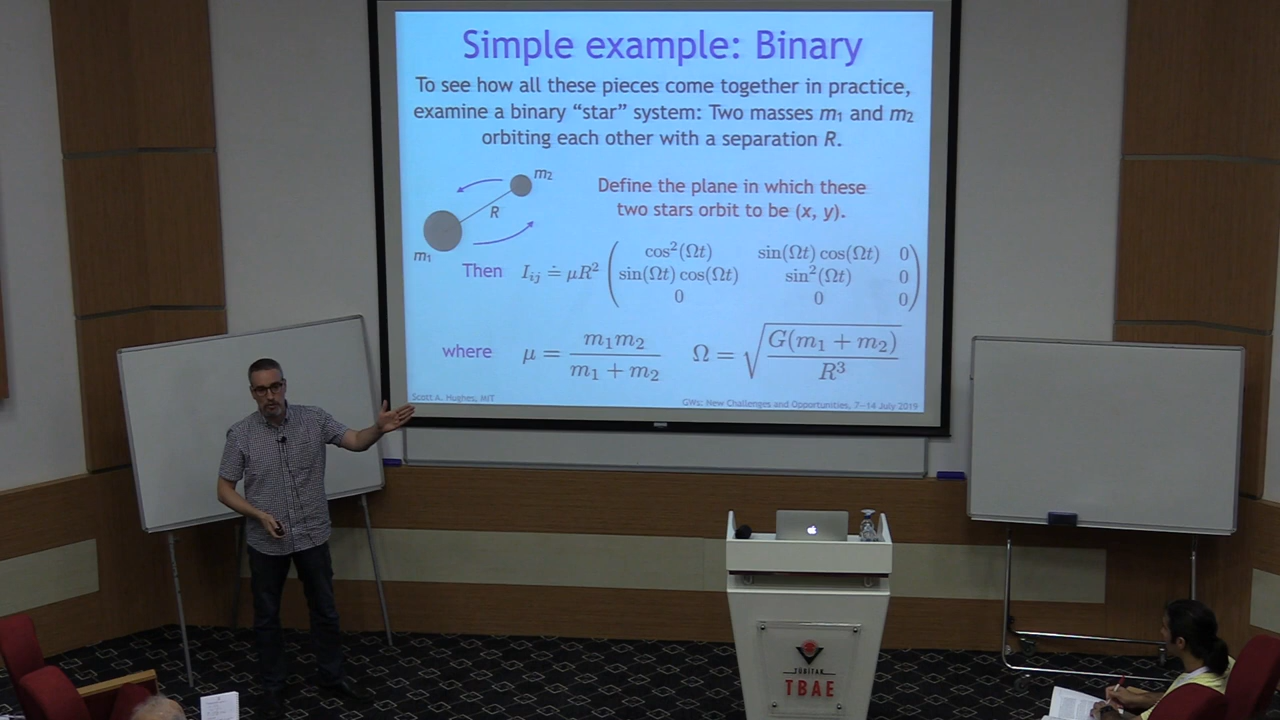 Simple example: Binary
To see how all these pieces come together in practice,
examine a binary “star” system: Two masses m₁ and m₂
orbiting each other with a separation R.
m₂
R
m₁
Define the plane in which these
two stars orbit to be (x, y).
Then I_{ij} ≐ μR² ( cos²(Ωt) sin(Ωt) cos(Ωt) 0
sin(Ωt) cos(Ωt) sin²(Ωt) 0
0 0 0 )
where μ = m₁m₂ / m₁ + m₂ Ω = √ G(m₁ + m₂) / R³
Scott A. Hughes, MIT
GWs: New Challenges and Opportunities, 7–14 July 2019
TÜBİTAK
TBAE